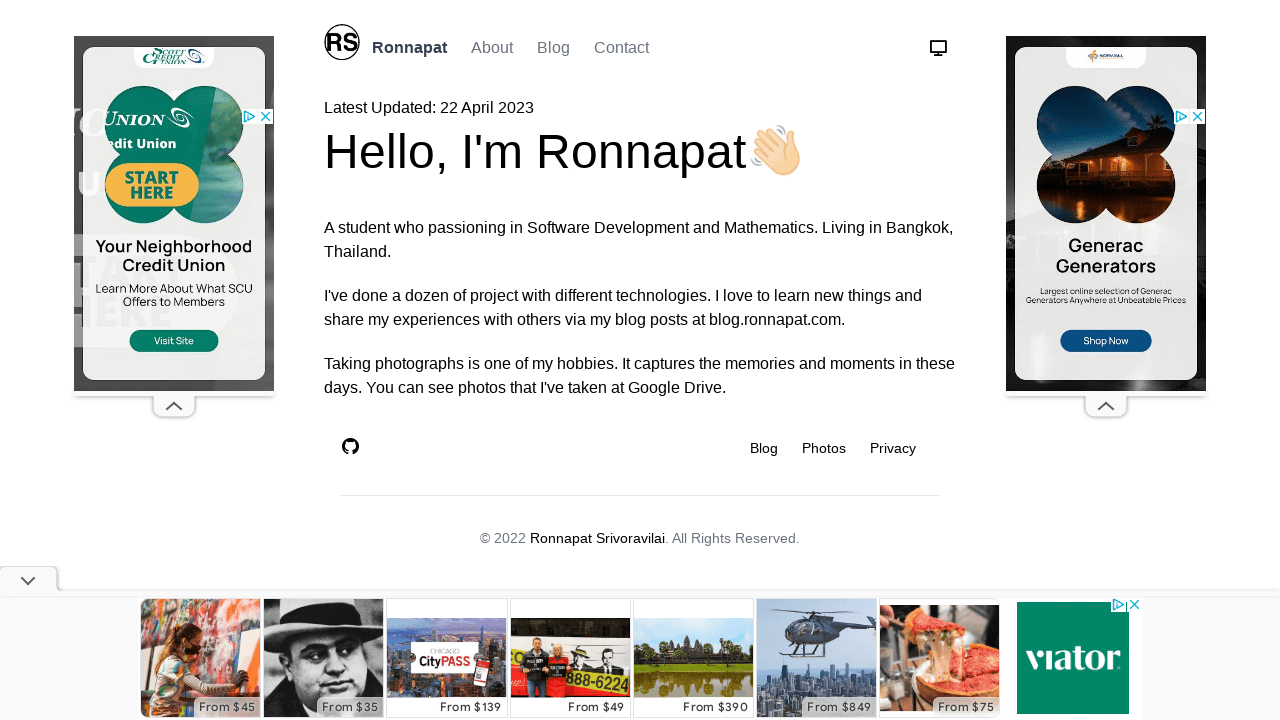 RS
Ronnapat About Blog Contact
Latest Updated: 22 April 2023
Hello, I'm Ronnapat
A student who passioning in Software Development and Mathematics. Living in Bangkok,
Thailand.
I've done a dozen of project with different technologies. I love to learn new things and
share my experiences with others via my blog posts at blog.ronnapat.com.
Taking photographs is one of my hobbies. It captures the memories and moments in these
days. You can see photos that I've taken at Google Drive.
Blog Photos Privacy
© 2022 Ronnapat Srivoravilai. All Rights Reserved.
SCOTT
CREDIT
UNION
UNION
edit Union
START
HERE
Your Neighborhood
Credit Union
Learn More About What SCU
Offers to Members
Visit Site
NORWALL
Generac
Generators
Largest online selection of Generac
Generators Anywhere at Unbeatable Prices
Shop Now
From $45
From $35
CHICAGO
CityPASS
From $139
888-6224
From $49
From $390
From $849
From $75
viator